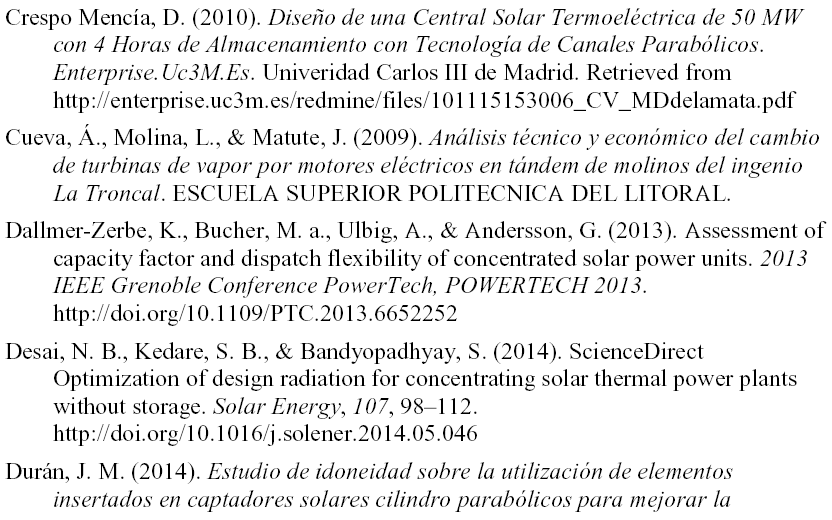 Crespo Mencía, D. (2010). Diseño de una Central Solar Termoeléctrica de 50 MW
con 4 Horas de Almacenamiento con Tecnología de Canales Parabólicos.
Enterprise.Uc3M.Es. Univeridad Carlos III de Madrid. Retrieved from
http://enterprise.uc3m.es/redmine/files/101115153006_CV_MDdelamata.pdf
Cueva, Á., Molina, L., & Matute, J. (2009). Análisis técnico y económico del cambio
de turbinas de vapor por motores eléctricos en tándem de molinos del ingenio
La Troncal. ESCUELA SUPERIOR POLITECNICA DEL LITORAL.
Dallmer-Zerbe, K., Bucher, M. a., Ulbig, A., & Andersson, G. (2013). Assessment of
capacity factor and dispatch flexibility of concentrated solar power units. 2013
IEEE Grenoble Conference PowerTech, POWERTECH 2013.
http://doi.org/10.1109/PTC.2013.6652252
Desai, N. B., Kedare, S. B., & Bandyopadhyay, S. (2014). ScienceDirect
Optimization of design radiation for concentrating solar thermal power plants
without storage. Solar Energy, 107, 98–112.
http://doi.org/10.1016/j.solener.2014.05.046
Durán, J. M. (2014). Estudio de idoneidad sobre la utilización de elementos
insertados en captadores solares cilindro parabólicos para mejorar la